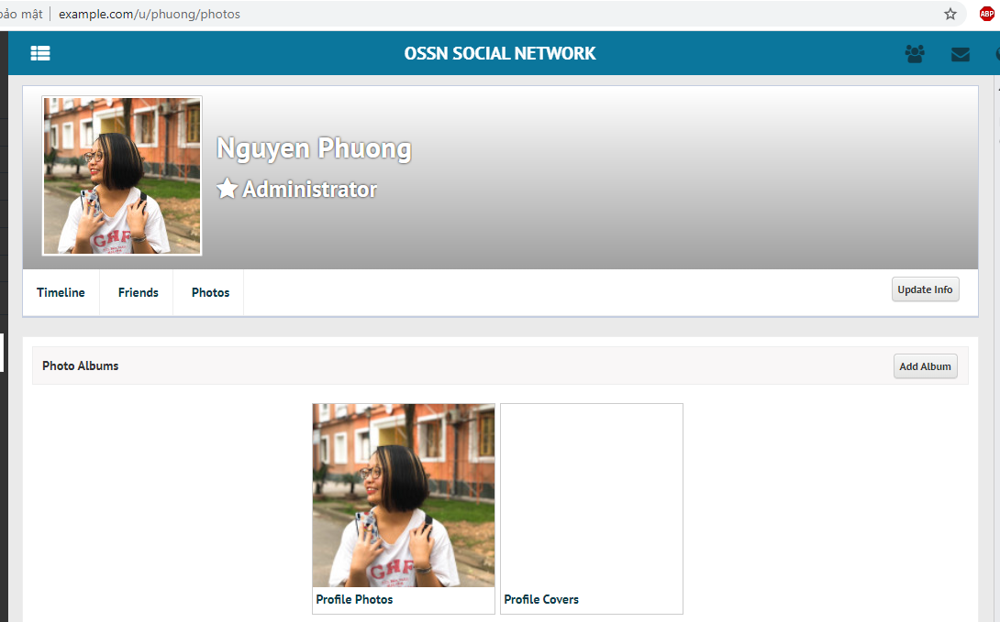 bảo mật
example.com/u/phuong/photos
ABP
OSSN SOCIAL NETWORK
Nguyen Phuong
Administrator
GHF
Timeline
Friends
Photos
Update Info
Photo Albums
Add Album
GHF
Profile Photos
Profile Covers